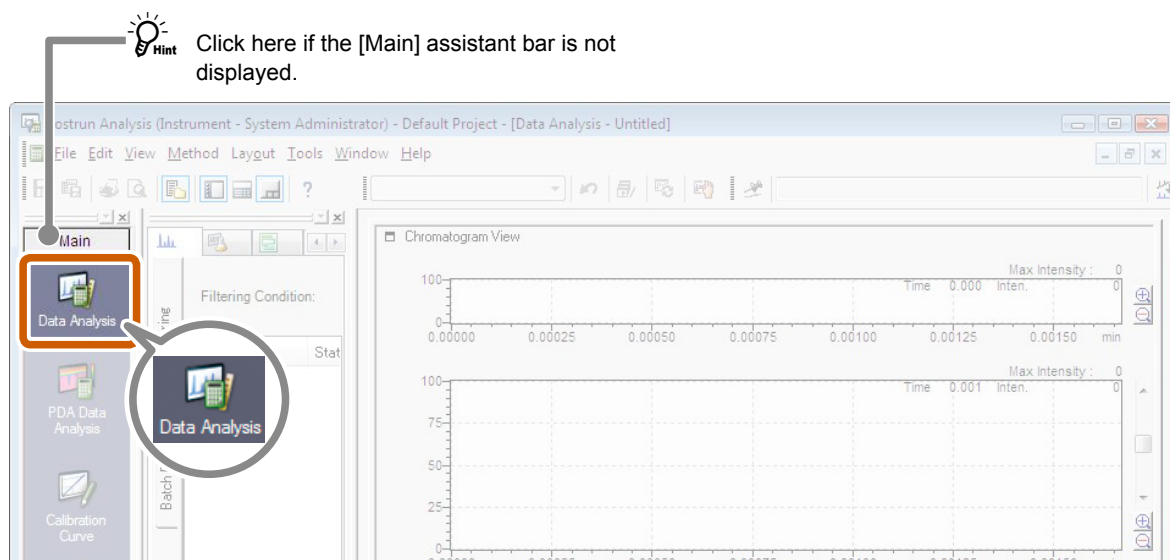 Hint
Click here if the [Main] assistant bar is not
displayed.
ostrun Analysis (Instrument - System Administrator) - Default Project - [Data Analysis - Untitled]
File Edit View Method Layout Tools Window Help
?
Main
Data Analysis
PDA Data
Analysis
Calibration
Curve
Filtering Condition:
Stat
Data Analysis
Batch
Chromatogram View
Max Intensity : 0
Time 0.000 Inten. 0
100
0
0.00000 0.00025 0.00050 0.00075 0.00100 0.00125 0.00150 min
Max Intensity : 0
Time 0.001 Inten. 0
100
75
50
25
0